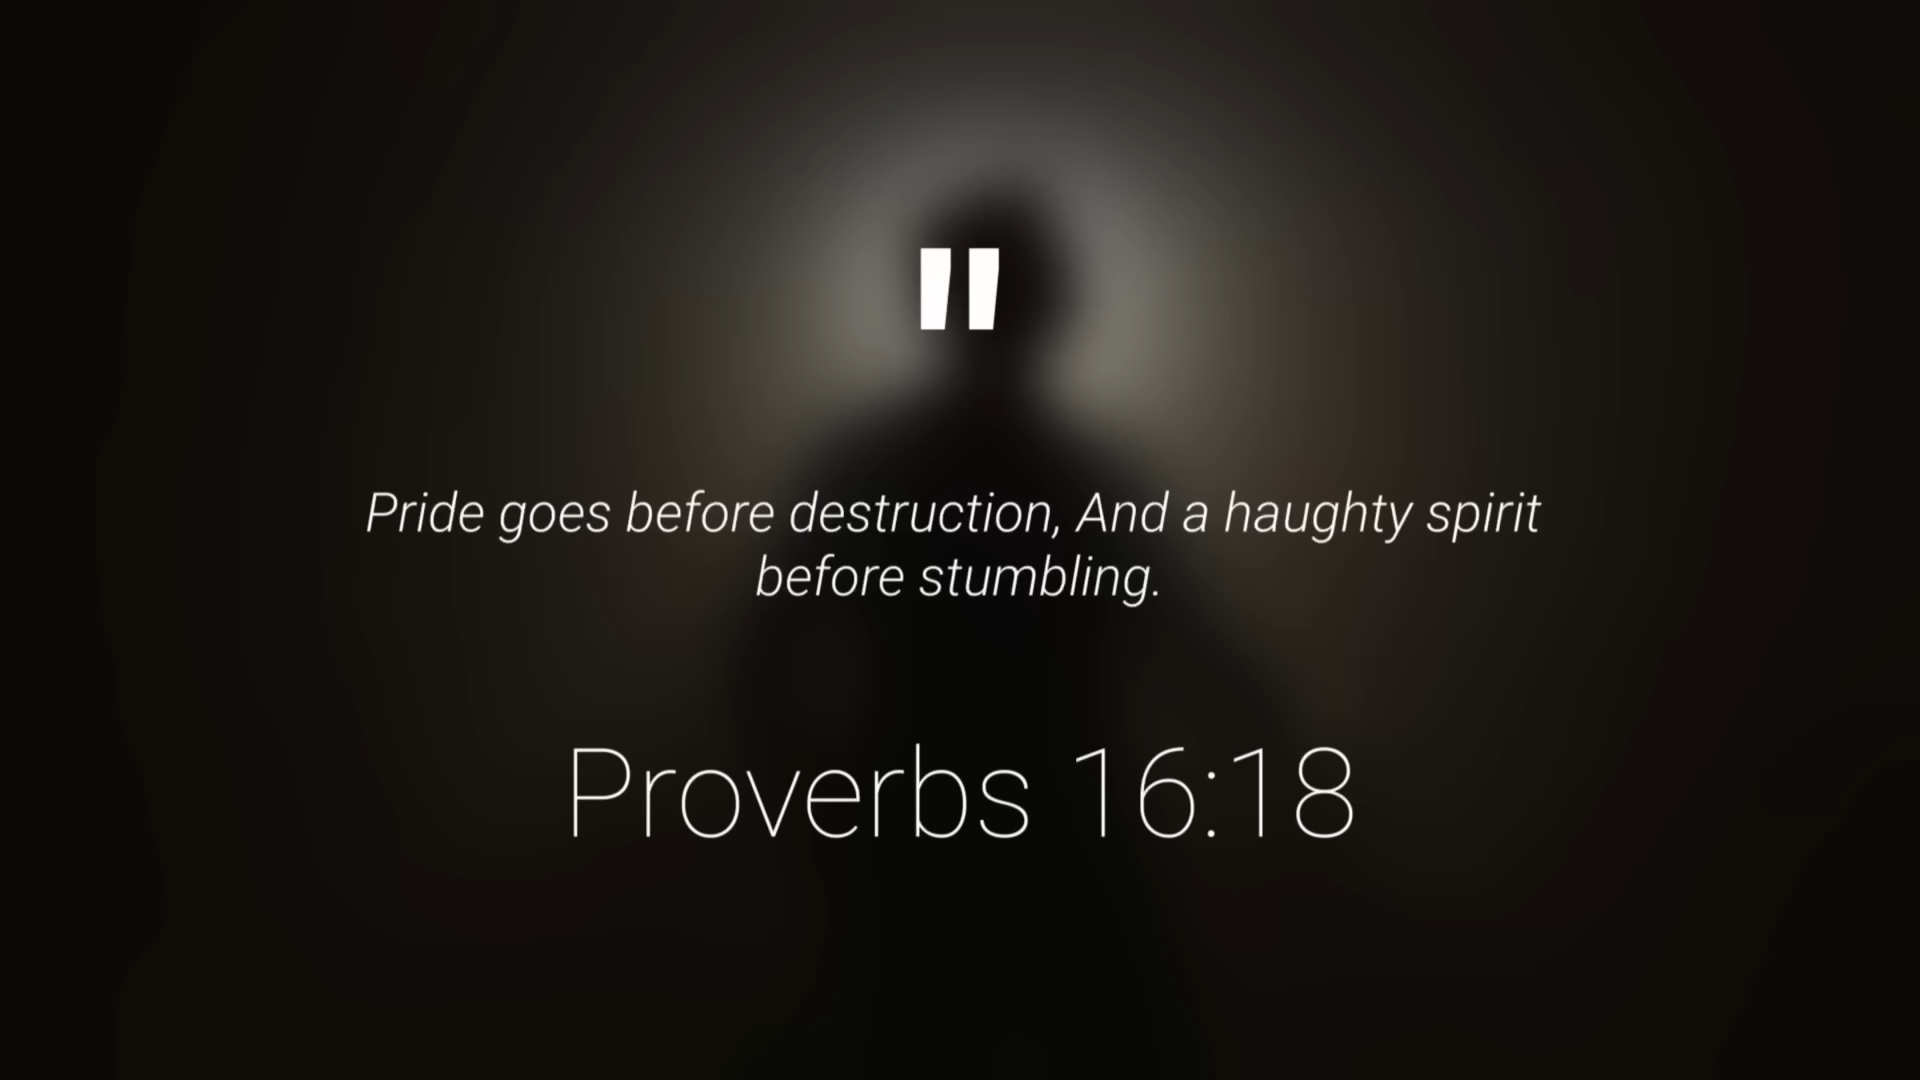 "
Pride goes before destruction, And a haughty spirit
before stumbling.
Proverbs 16:18